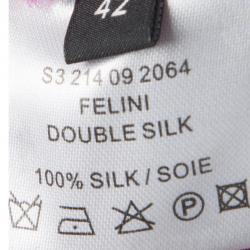 42
S3 214 09 2064
FELINI
DOUBLE SILK
100% SILK / SOIE
P